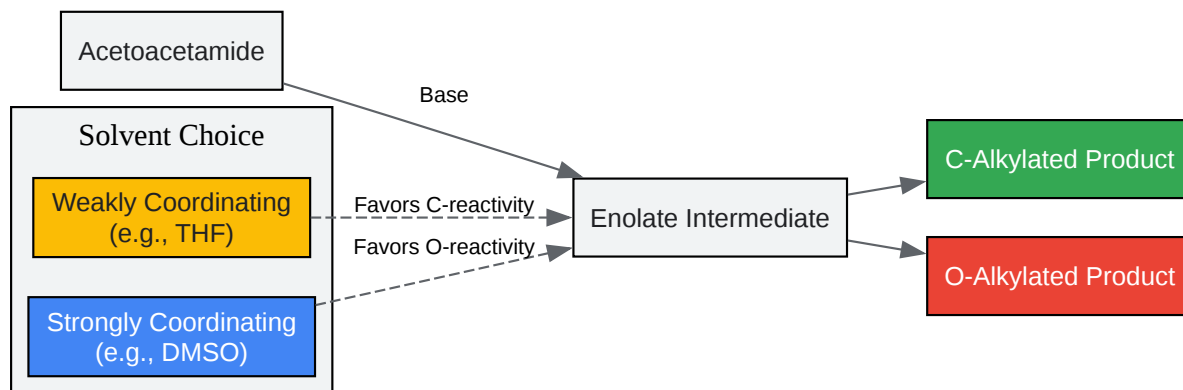 Acetoacetamide
Base
Solvent Choice
Weakly Coordinating
(e.g., THF)
Favors C-reactivity
Favors O-reactivity
Strongly Coordinating
(e.g., DMSO)
Enolate Intermediate
C-Alkylated Product
O-Alkylated Product